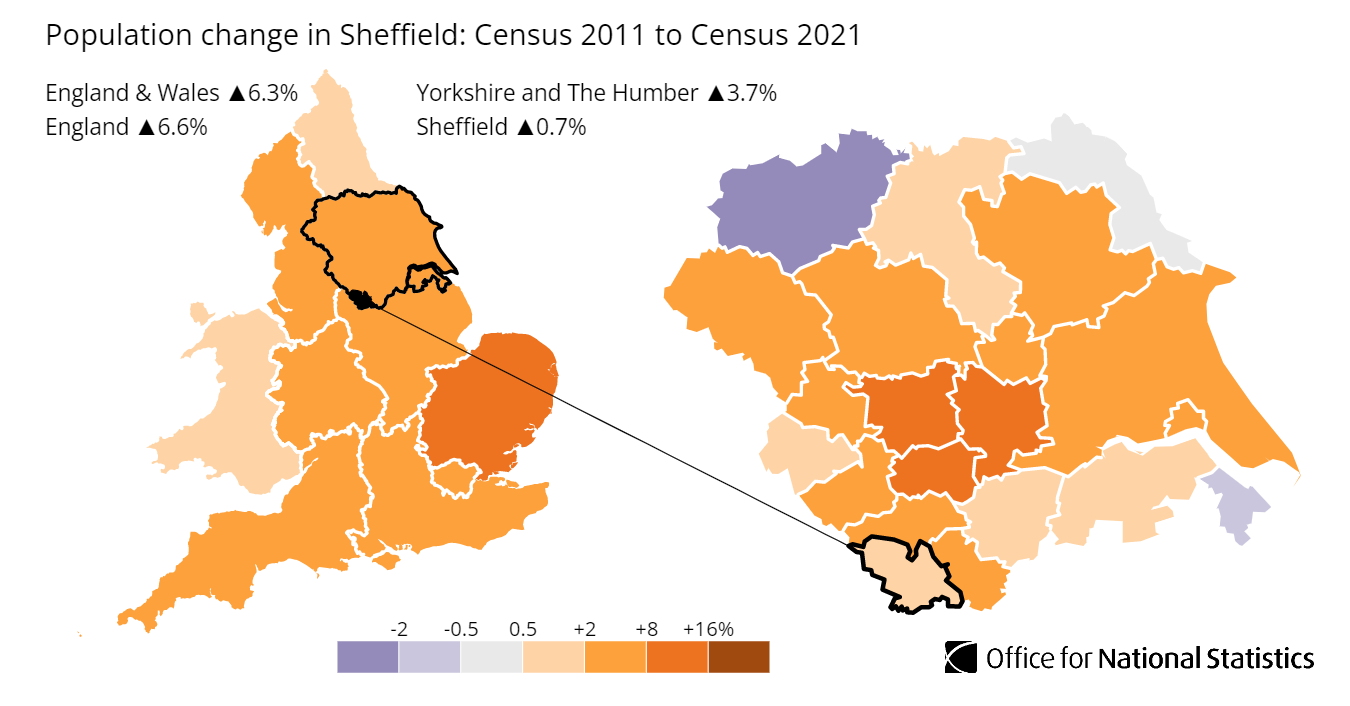 Population change in Sheffield: Census 2011 to Census 2021
England & Wales ▲6.3%
England ▲6.6%
Yorkshire and The Humber ▲3.7%
Sheffield ▲0.7%
-2 -0.5 0.5 +2 +8 +16%
Office for National Statistics